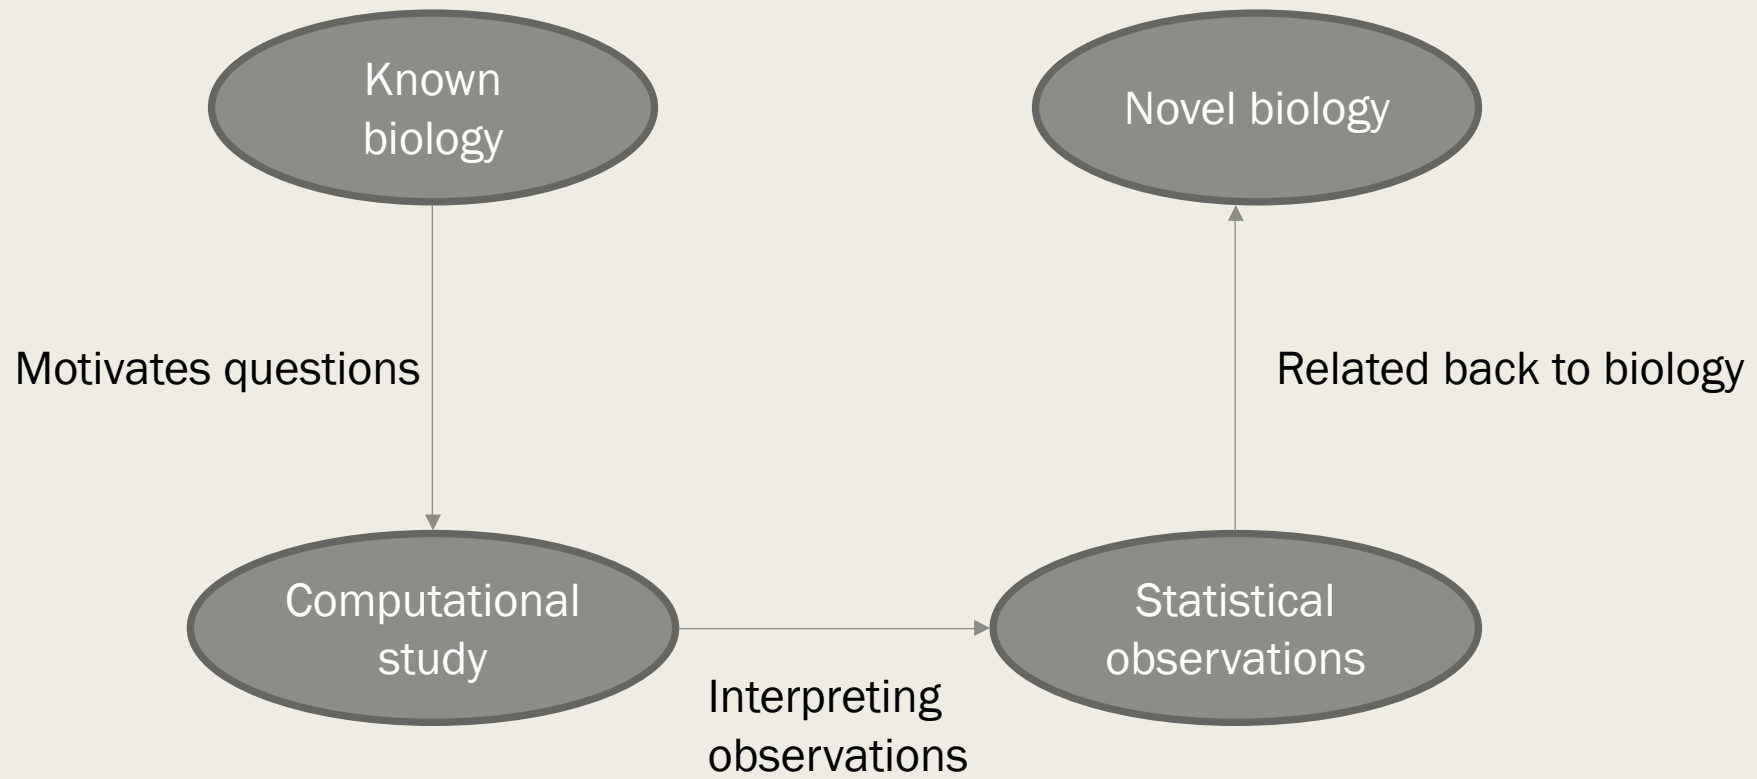 Known
biology
Novel biology
Motivates questions
Related back to biology
Computational
study
Statistical
observations
Interpreting
observations